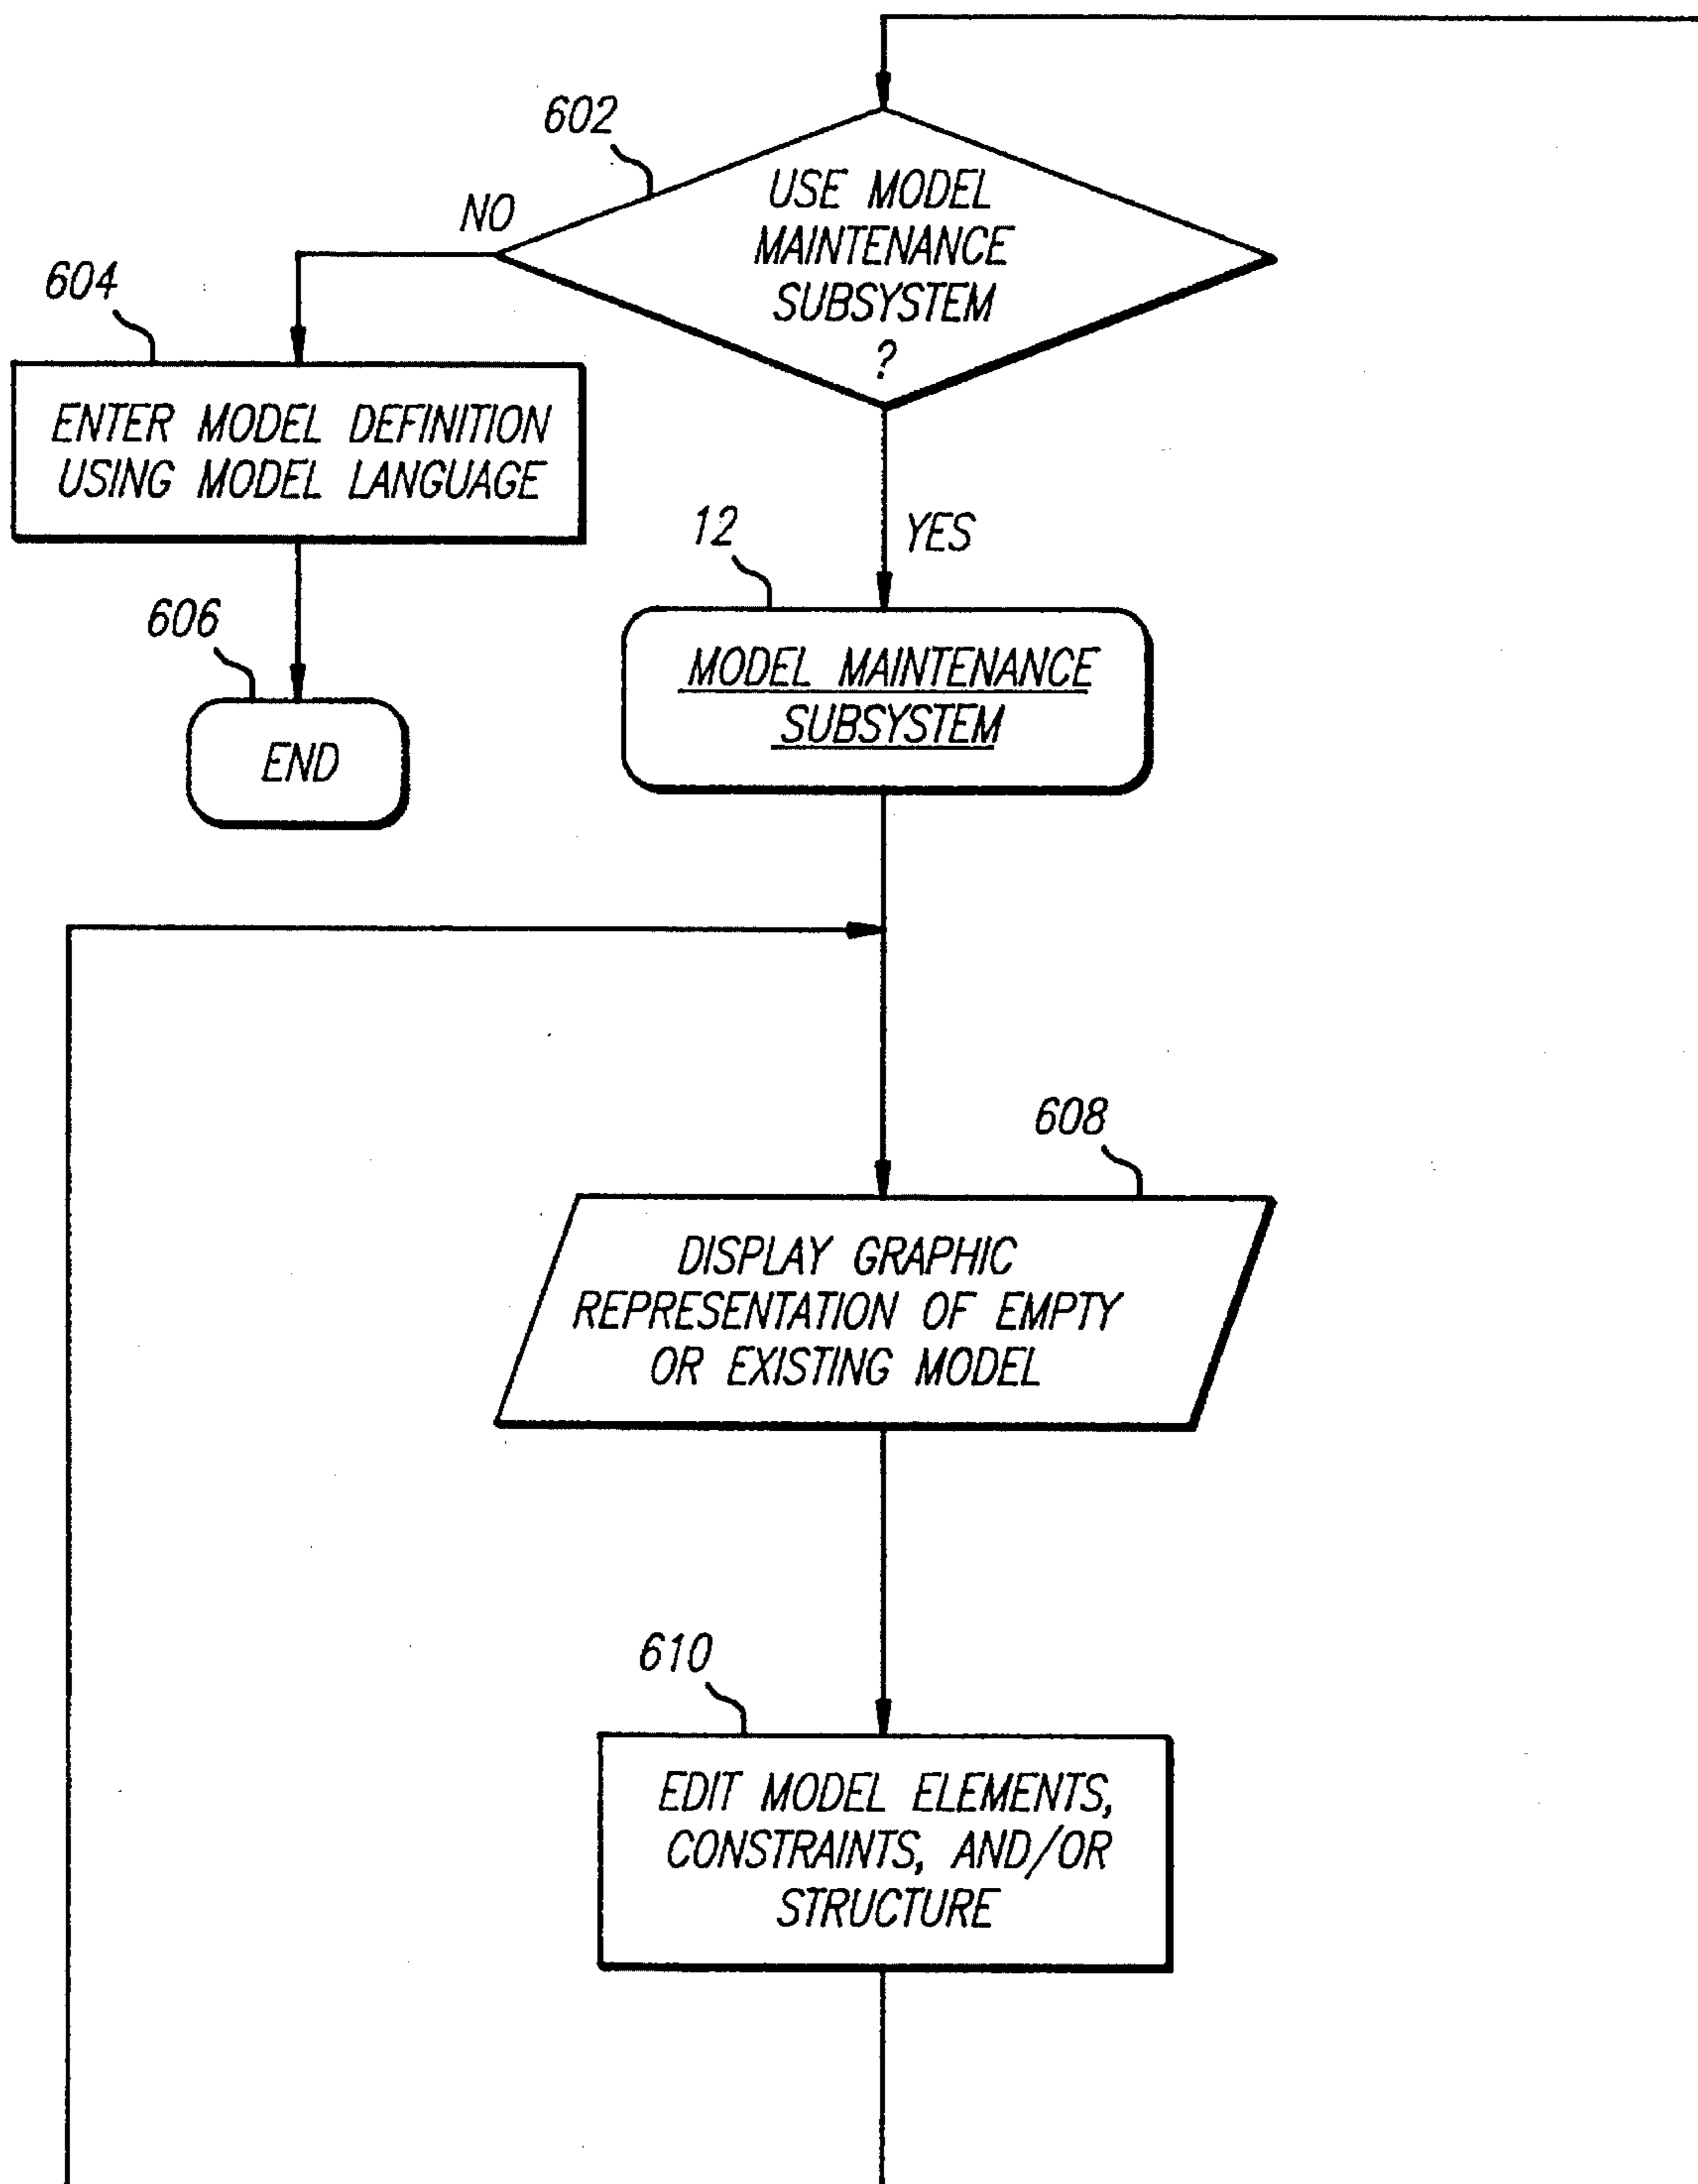 602
USE MODEL
MAINTENANCE
SUBSYSTEM
?
NO
604
ENTER MODEL DEFINITION
USING MODEL LANGUAGE
YES
12
606
MODEL MAINTENANCE
SUBSYSTEM
END
608
DISPLAY GRAPHIC
REPRESENTATION OF EMPTY
OR EXISTING MODEL
610
EDIT MODEL ELEMENTS,
CONSTRAINTS, AND/OR
STRUCTURE